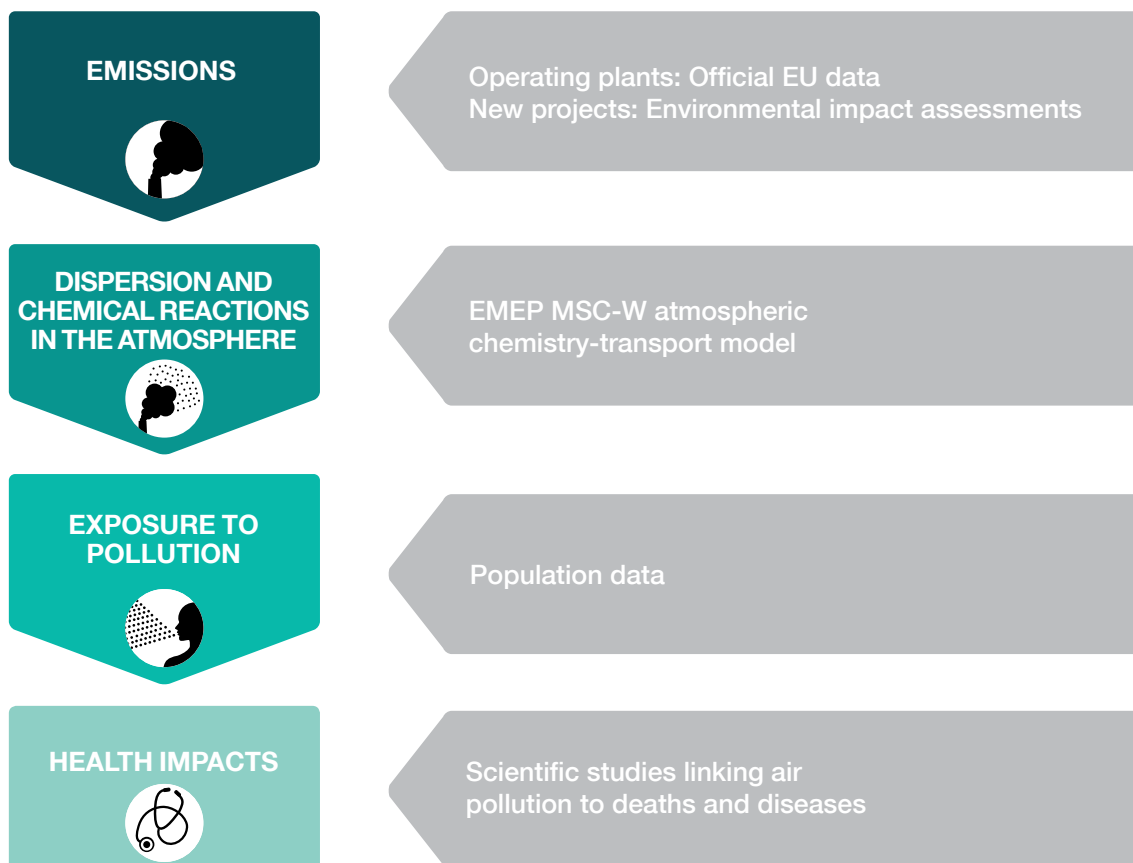 EMISSIONS
Operating plants: Official EU data
New projects: Environmental impact assessments
DISPERSION AND
CHEMICAL REACTIONS
IN THE ATMOSPHERE
EMEP MSC-W atmospheric
chemistry-transport model
EXPOSURE TO
POLLUTION
Population data
HEALTH IMPACTS
Scientific studies linking air
pollution to deaths and diseases